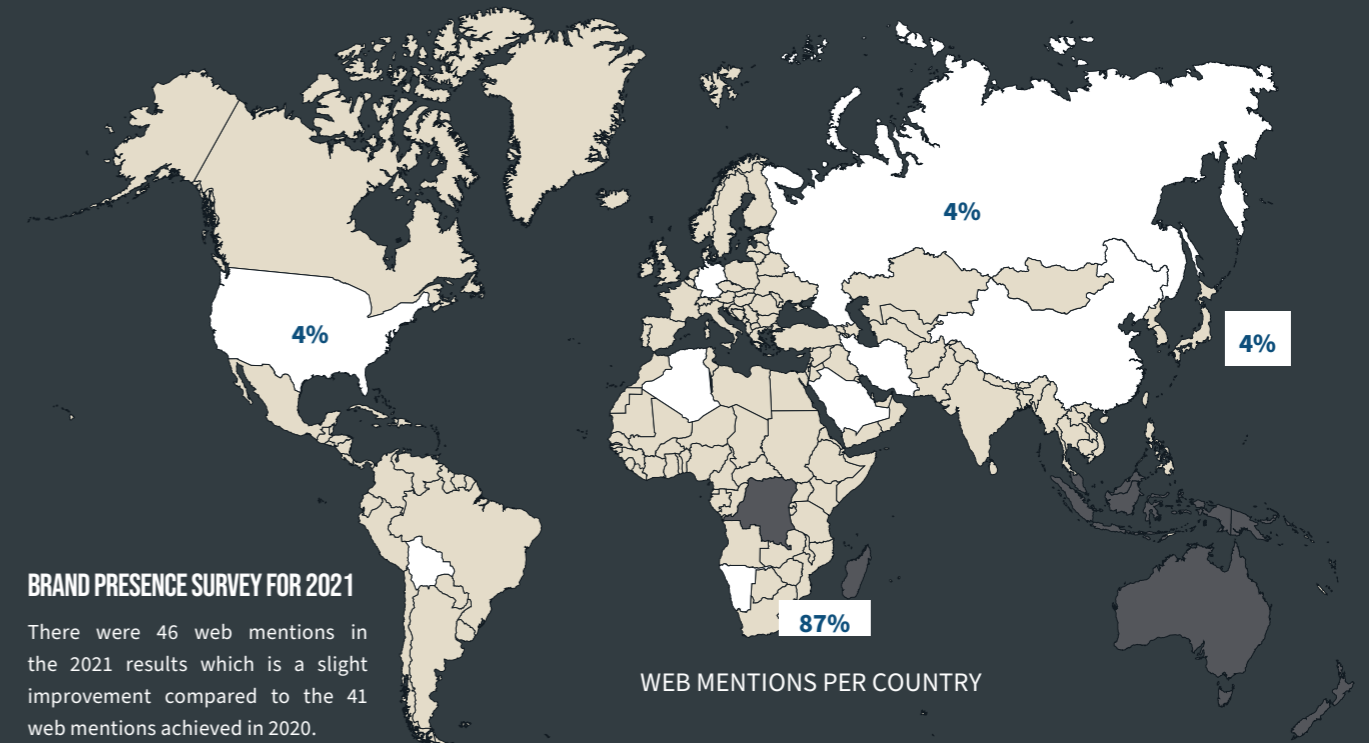 4%
4%
4%
87%
BRAND PRESENCE SURVEY FOR 2021
There were 46 web mentions in
the 2021 results which is a slight
improvement compared to the 41
web mentions achieved in 2020.
WEB MENTIONS PER COUNTRY